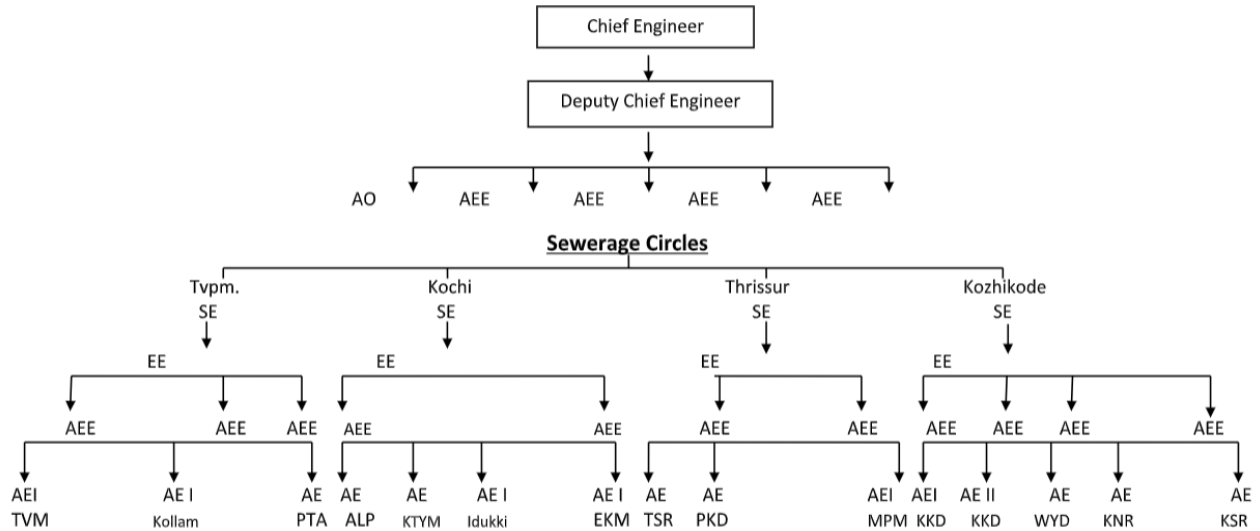 Chief Engineer
Deputy Chief Engineer
AO AEE AEE AEE AEE
Sewerage Circles
Tvpm. Kochi Thrissur Kozhikode
SE SE SE SE
EE EE EE EE
AEE AEE AEE AEE AEE AEE AEE AEE AEE AEE AEE
AEI AE I AE AE AE AE I AE I AE AE AEI AEI AE II AE AE AE
TVM Kollam PTA ALP KTYM Idukki EKM TSR PKD MPM KKD KKD WYD KNR KSR